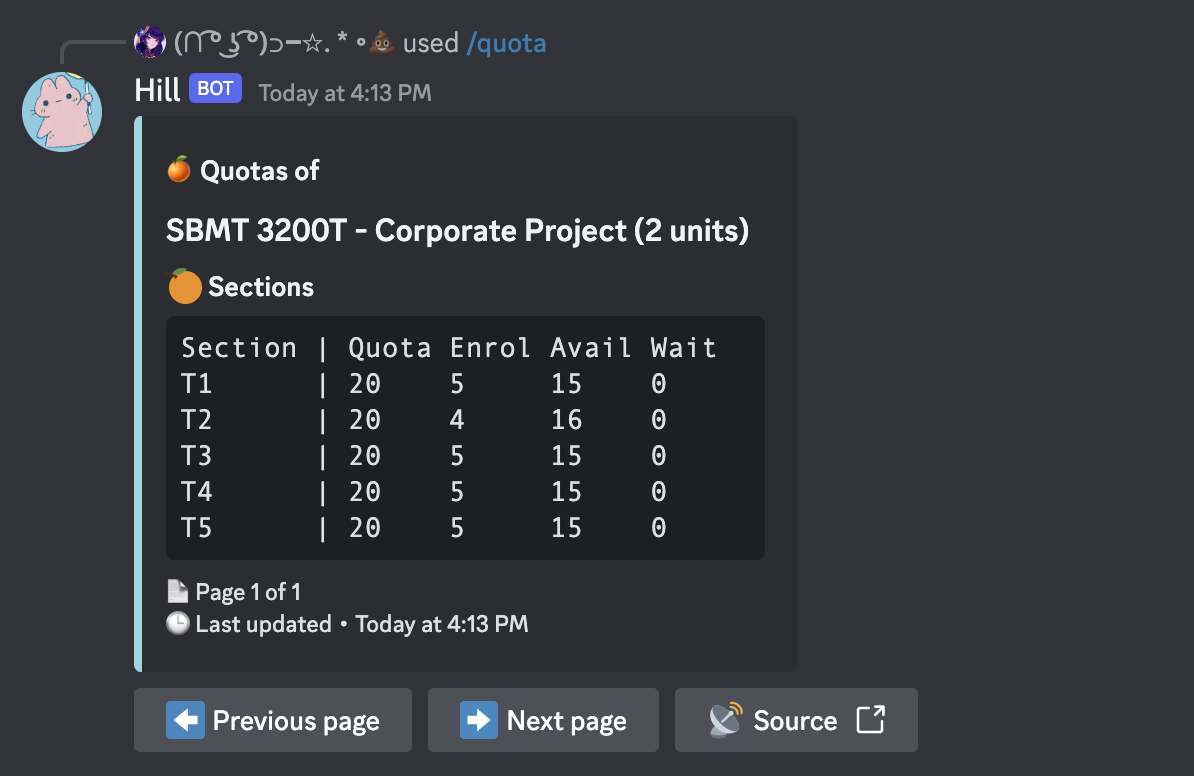 (∩ ͡° ͜ʖ ͡°)⊃━☆. * ∘💩 used /quota
Hill BOT Today at 4:13 PM
🍊 Quotas of
SBMT 3200T - Corporate Project (2 units)
Sections
Section | Quota Enrol Avail Wait
T1 | 20 5 15 0
T2 | 20 4 16 0
T3 | 20 5 15 0
T4 | 20 5 15 0
T5 | 20 5 15 0
📄 Page 1 of 1
🕒 Last updated • Today at 4:13 PM
⬅️ Previous page ➡️ Next page 📡 Source